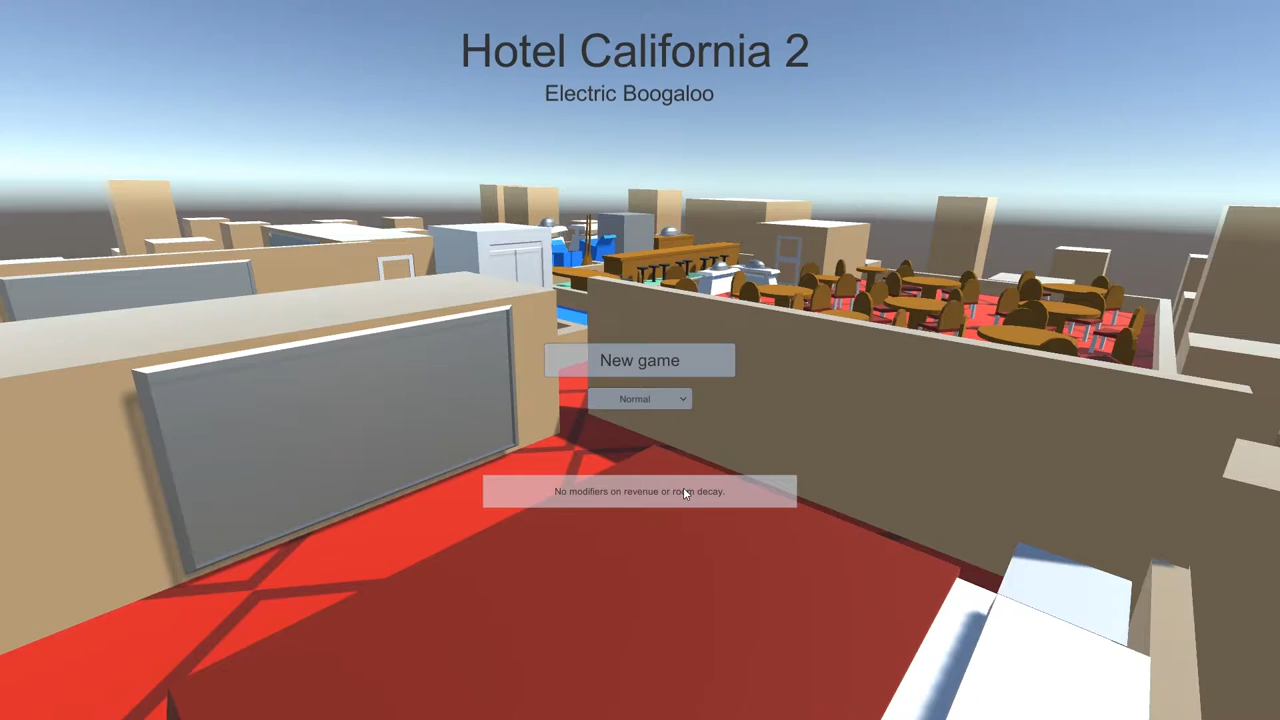 Hotel California 2
Electric Boogaloo
New game
Normal
No modifiers on revenue or room decay.